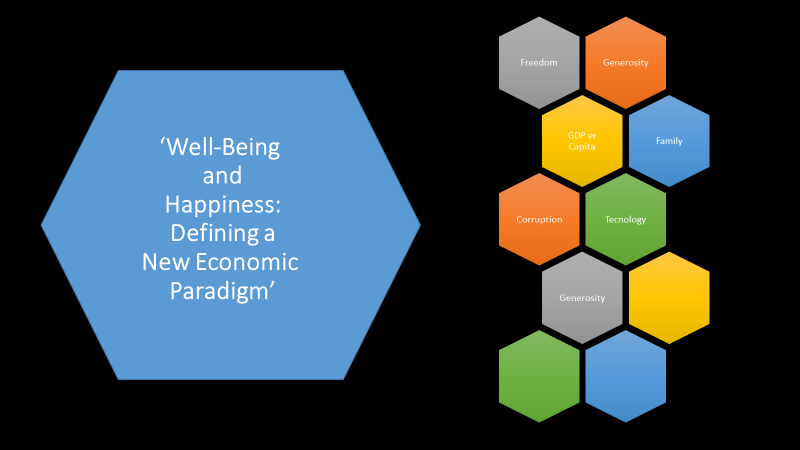 ‘Well-Being
and
Happiness:
Defining a
New Economic
Paradigm’
Freedom
Generosity
GDP er
Capita
Family
Corruption
Tecnology
Generosity